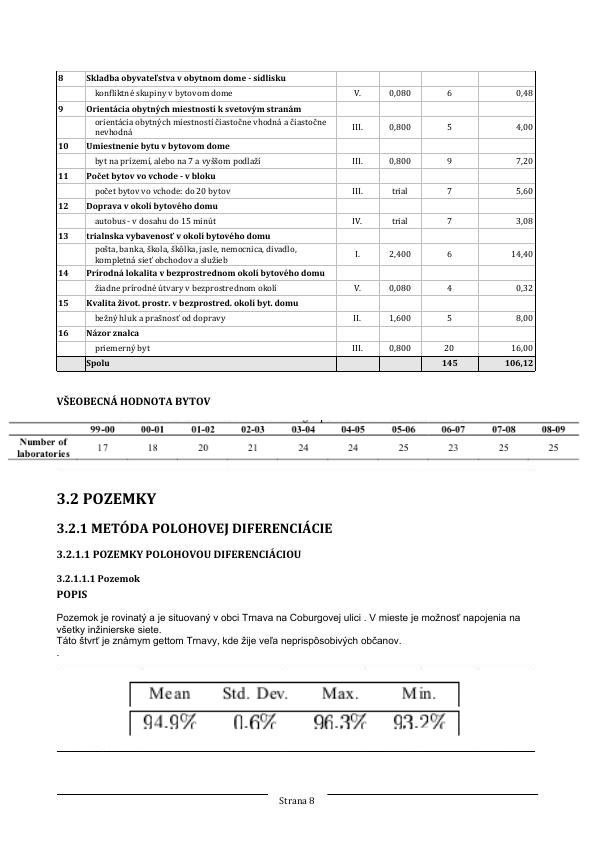 8 Skladba obyvateľstva v obytnom dome - sídlisku
konfliktné skupiny v bytovom dome V. 0,080 6 0,48
9 Orientácia obytných miestností k svetovým stranám
orientácia obytných miestností čiastočne vhodná a čiastočne
nevhodná III. 0,800 5 4,00
10 Umiestnenie bytu v bytovom dome
byt na prízemí, alebo na 7 a vyššom podlaží III. 0,800 9 7,20
11 Počet bytov vo vchode - v bloku
počet bytov vo vchode: do 20 bytov III. trial 7 5,60
12 Doprava v okolí bytového domu
autobus - v dosahu do 15 minút IV. trial 7 3,08
13 trialnska vybavenosť v okolí bytového domu
pošta, banka, škola, škôlka, jasle, nemocnica, divadlo,
kompletná sieť obchodov a služieb I. 2,400 6 14,40
14 Prírodná lokalita v bezprostrednom okolí bytového domu
žiadne prírodné útvary v bezprostrednom okolí V. 0,080 4 0,32
15 Kvalita život. prostr. v bezprostred. okolí byt. domu
bežný hluk a prašnosť od dopravy II. 1,600 5 8,00
16 Názor znalca
priemerný byt III. 0,800 20 16,00
Spolu 145 106,12
VŠEOBECNÁ HODNOTA BYTOV
99-00 00-01 01-02 02-03 03-04 04-05 05-06 06-07 07-08 08-09
Number of laboratories 17 18 20 21 24 24 25 23 25 25
3.2 POZEMKY
3.2.1 METÓDA POLOHOVEJ DIFERENCIÁCIE
3.2.1.1 POZEMKY POLOHOVOU DIFERENCIÁCIOU
3.2.1.1.1 Pozemok
POPIS
Pozemok je rovinatý a je situovaný v obci Trnava na Coburgovej ulici . V mieste je možnosť napojenia na
všetky inžinierske siete.
Táto štvrť je známym gettom Trnavy, kde žije veľa neprispôsobivých občanov.
.
Mean Std. Dev. Max. Min.
94.9% 0.6% 96.3% 93.2%
Strana 8